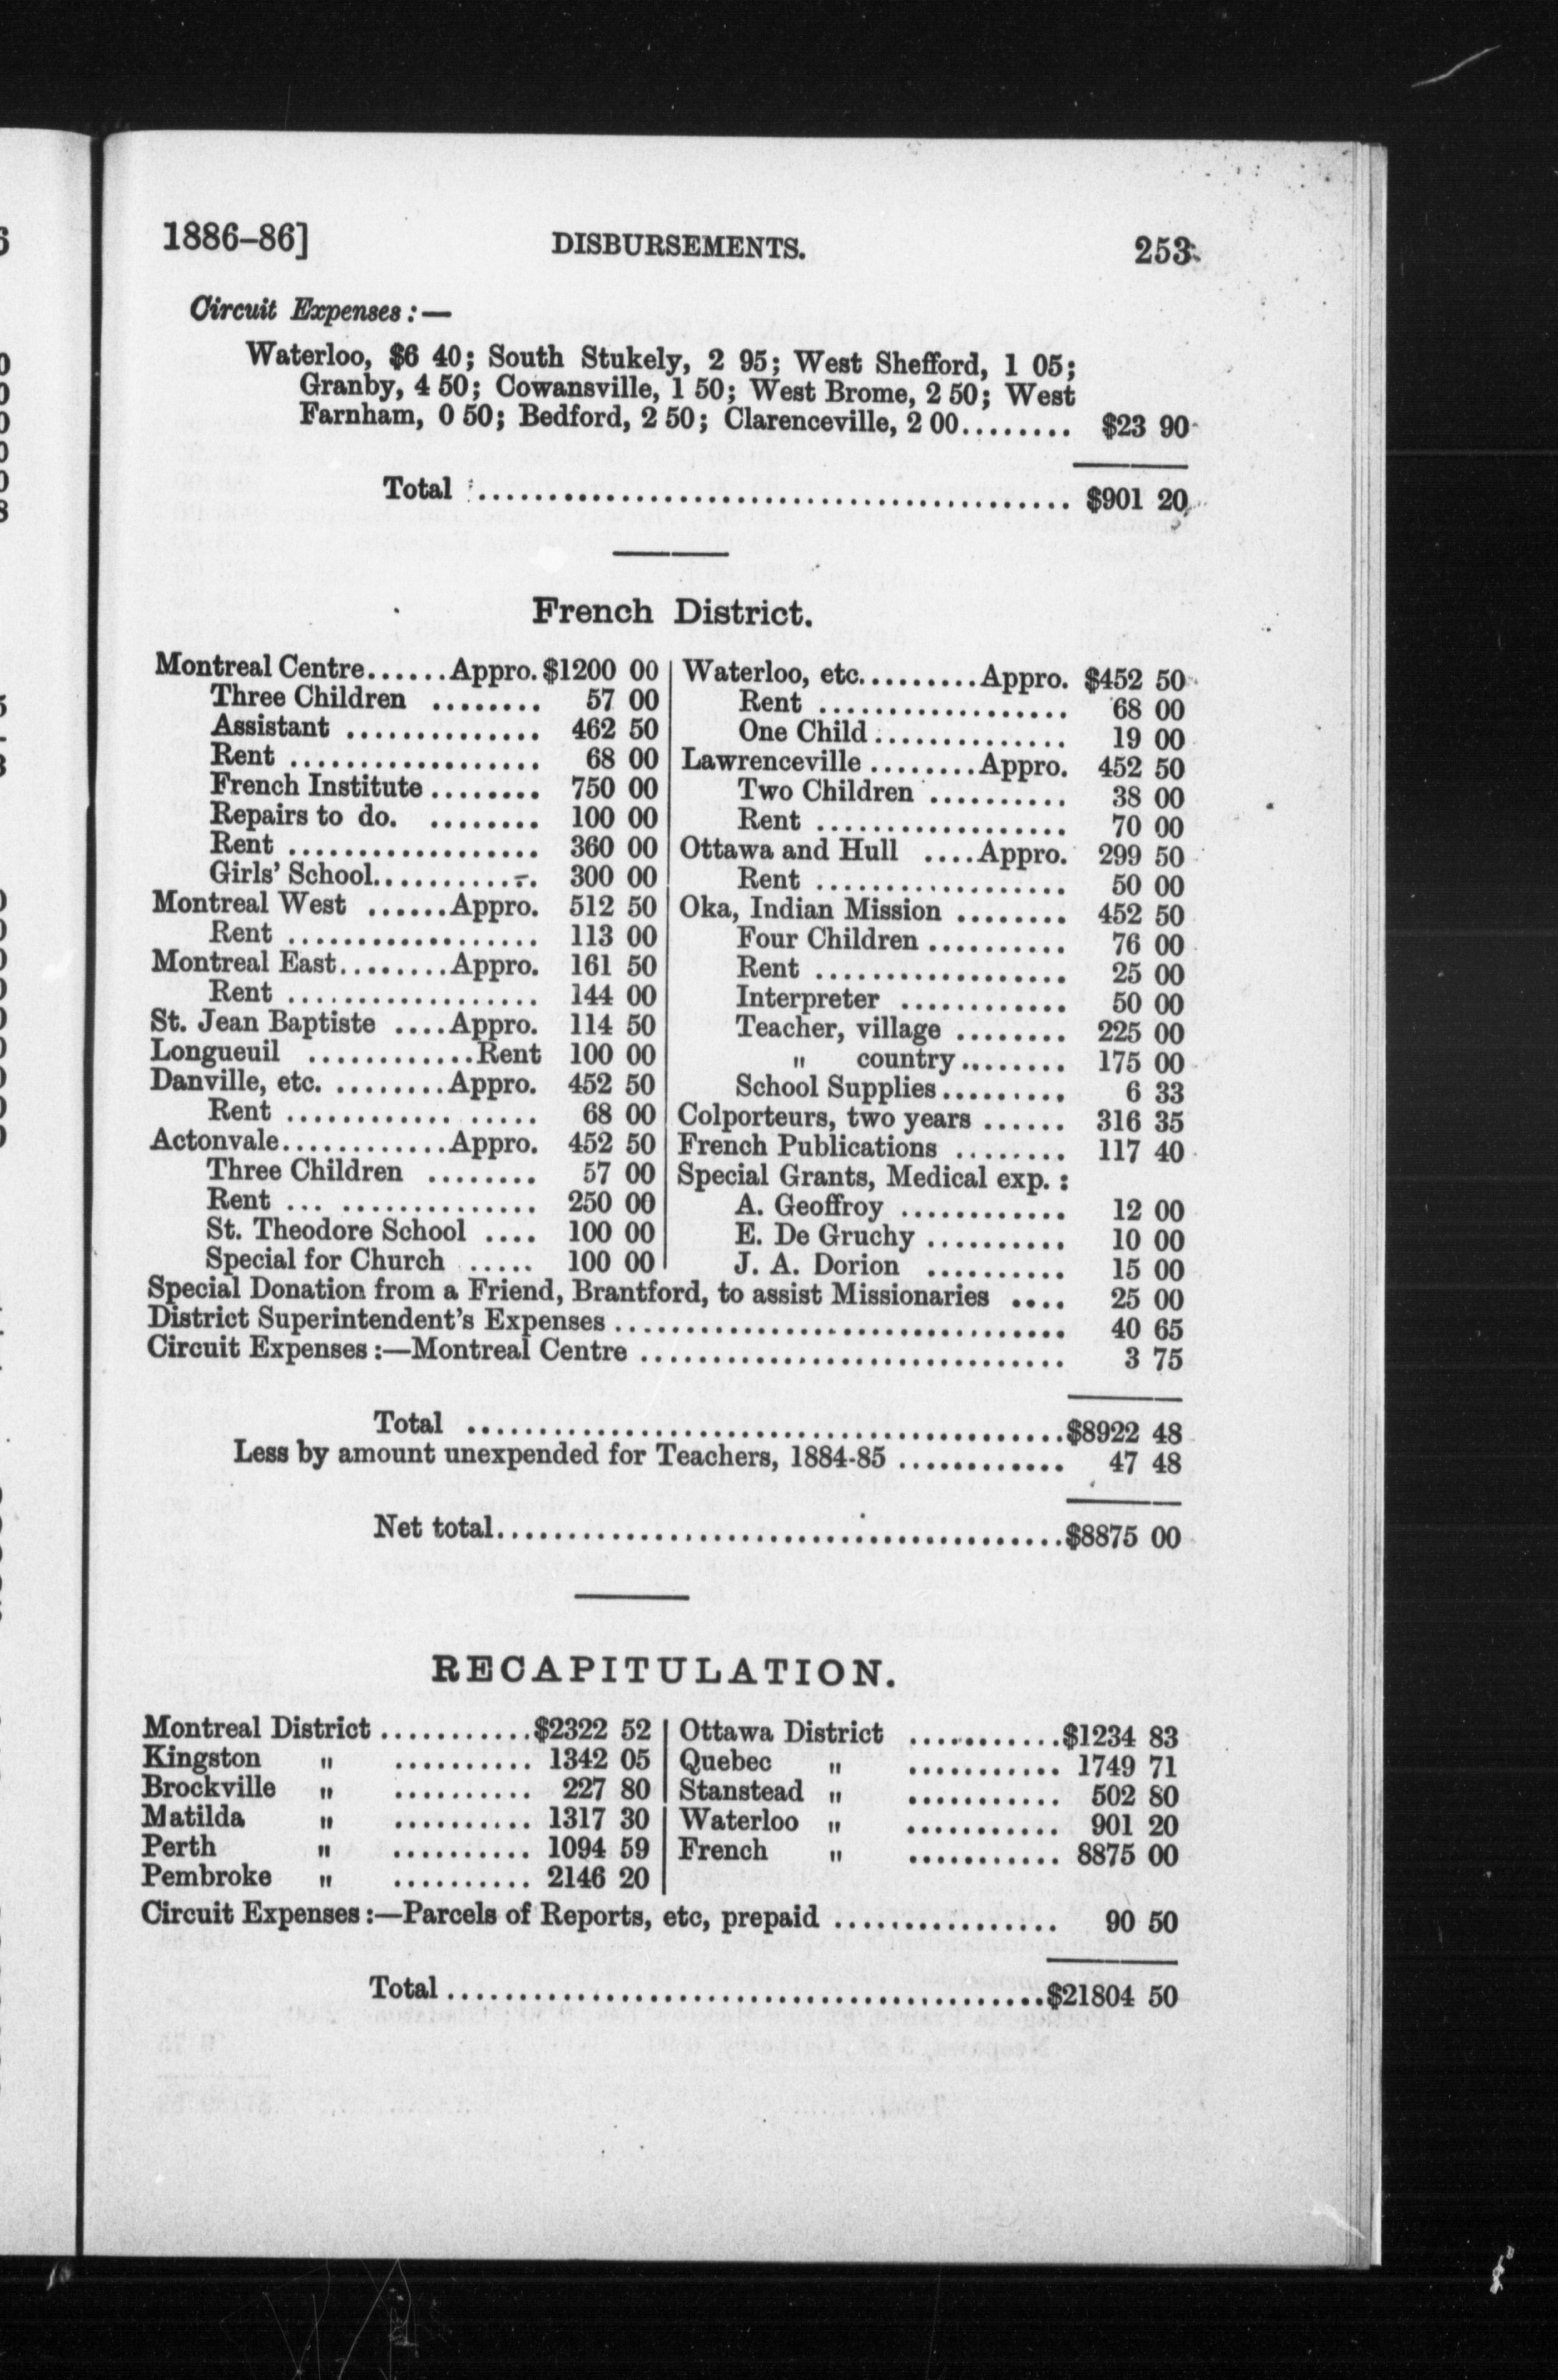 1886–86] DISBURSEMENTS. 253
Circuit Expenses:—
Waterloo, $6 40; South Stukely, 2 95; West Shefford, 1 05;
Granby, 4 50; Cowansville, 1 50; West Brome, 2 50; West
Farnham, 0 50; Bedford, 2 50; Clarenceville, 2 00........ $23 90
Total ........................................ $901 20
French District.
Montreal Centre......Appro. $1200 00
Three Children ........ 57 00
Assistant .............. 462 50
Rent .................. 68 00
French Institute........ 750 00
Repairs to do. ........ 100 00
Rent .................. 360 00
Girls' School............ 300 00
Montreal West ......Appro. 512 50
Rent .................. 113 00
Montreal East........Appro. 161 50
Rent .................. 144 00
St. Jean Baptiste ....Appro. 114 50
Longueuil ............Rent 100 00
Danville, etc. ........Appro. 452 50
Rent ............ ..... 68 00
Actonvale............Appro. 452 50
Three Children ........ 57 00
Rent ... .............. 250 00
St. Theodore School .... 100 00
Special for Church ..... 100 00
Waterloo, etc.........Appro. $452 50
Rent .................. 68 00
One Child.............. 19 00
Lawrenceville ........Appro. 452 50
Two Children .......... 38 00
Rent .................. 70 00
Ottawa and Hull ....Appro. 299 50
Rent .................. 50 00
Oka, Indian Mission ........ 452 50
Four Children .......... 76 00
Rent .................. 25 00
Interpreter ............ 50 00
Teacher, village ........ 225 00
" country........ 175 00
School Supplies......... 6 33
Colporteurs, two years ...... 316 35
French Publications ........ 117 40
Special Grants, Medical exp.:
A. Geoffroy ............ 12 00
E. De Gruchy .......... 10 00
J. A. Dorion .......... 15 00
Special Donation from a Friend, Brantford, to assist Missionaries .... 25 00
District Superintendent's Expenses ................................ 40 65
Circuit Expenses:—Montreal Centre .............................. 3 75
Total ..........................................$8922 48
Less by amount unexpended for Teachers, 1884-85 ............ 47 48
Net total........................................$8875 00
RECAPITULATION.
Montreal District ...........$2322 52
Kingston " .......... 1342 05
Brockville " .......... 227 80
Matilda " .......... 1317 30
Perth " .......... 1094 59
Pembroke " .......... 2146 20
Ottawa District ...........$1234 83
Quebec " ........... 1749 71
Stanstead " ........... 502 80
Waterloo " ........... 901 20
French " ........... 8875 00
Circuit Expenses:—Parcels of Reports, etc, prepaid ................ 90 50
Total..........................................$21804 50